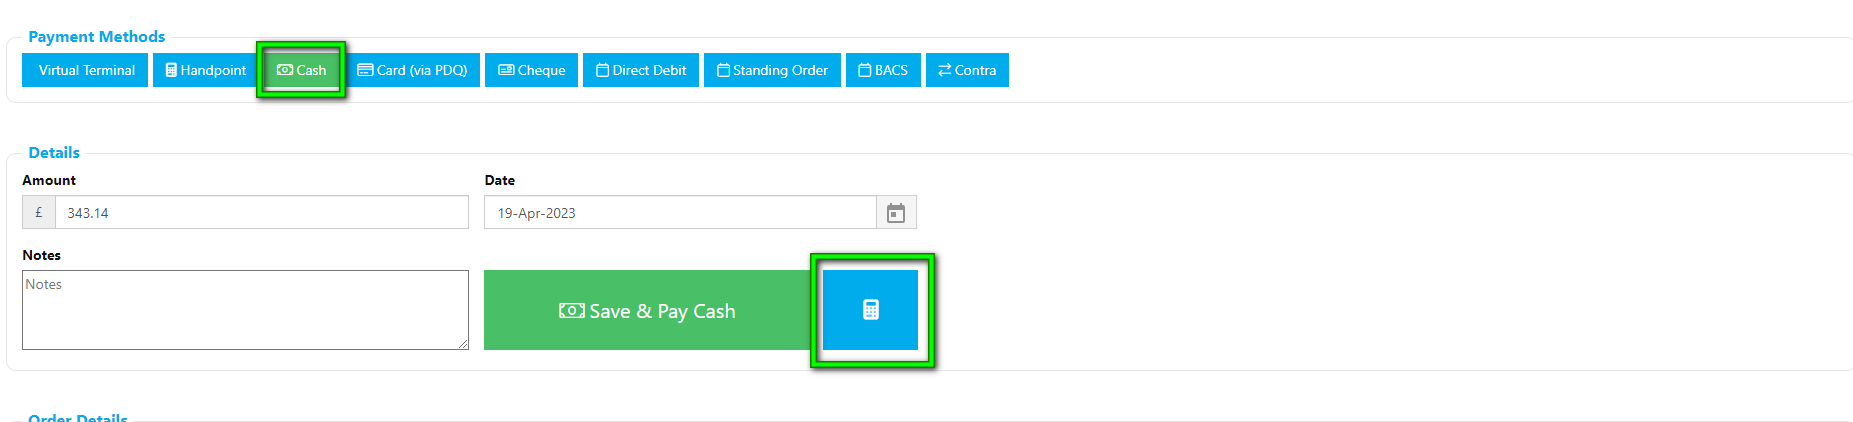 Payment Methods
Virtual Terminal Handpoint Cash Card (via PDQ) Cheque Direct Debit Standing Order BACS Contra
Details
Amount Date
£ 343.14 19-Apr-2023
Notes
Notes
Save & Pay Cash
Order Details